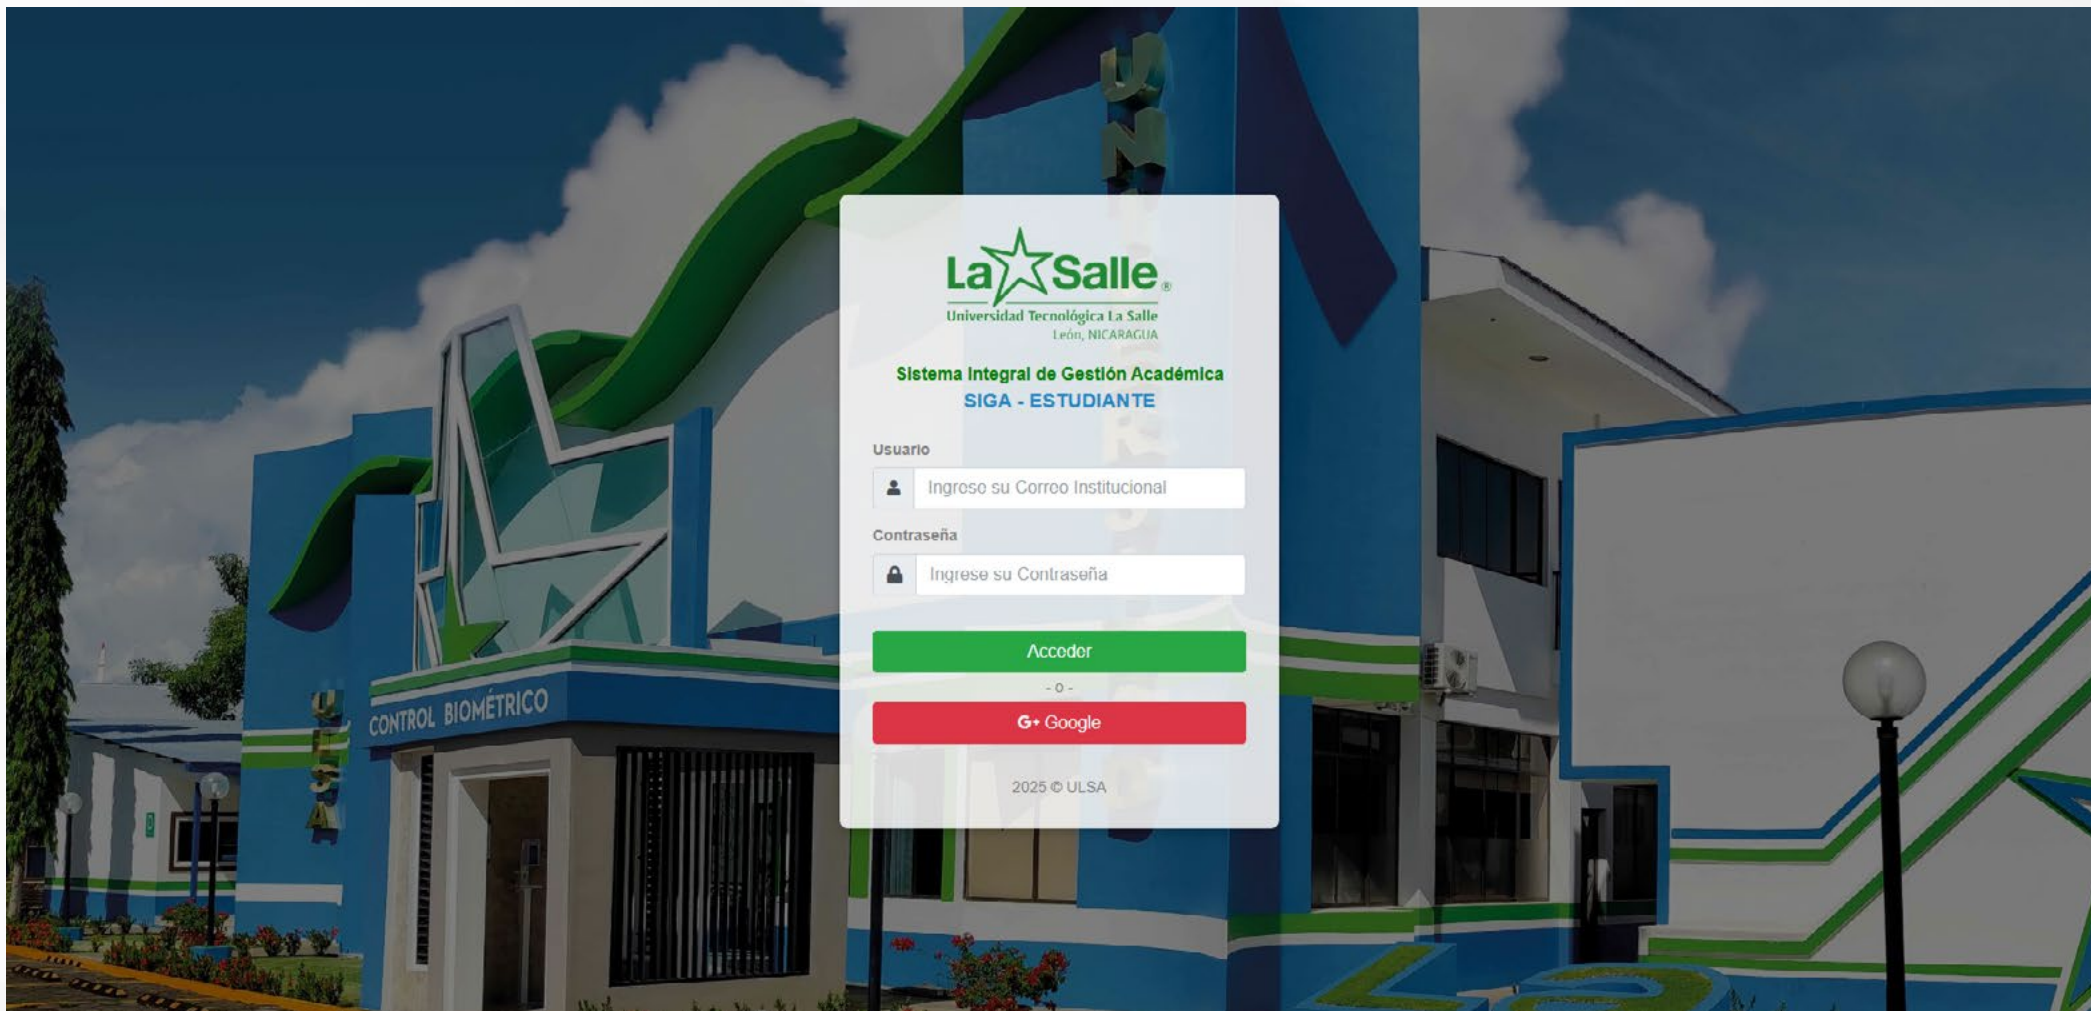 La Salle®
Universidad Tecnológica La Salle
León, NICARAGUA
Sistema Integral de Gestión Académica
SIGA - ESTUDIANTE
Usuario
Ingrese su Correo Institucional
Contraseña
Ingrese su Contraseña
Acceder
- O -
G+ Google
2025 © ULSA
CONTROL BIOMÉTRICO
ULSA